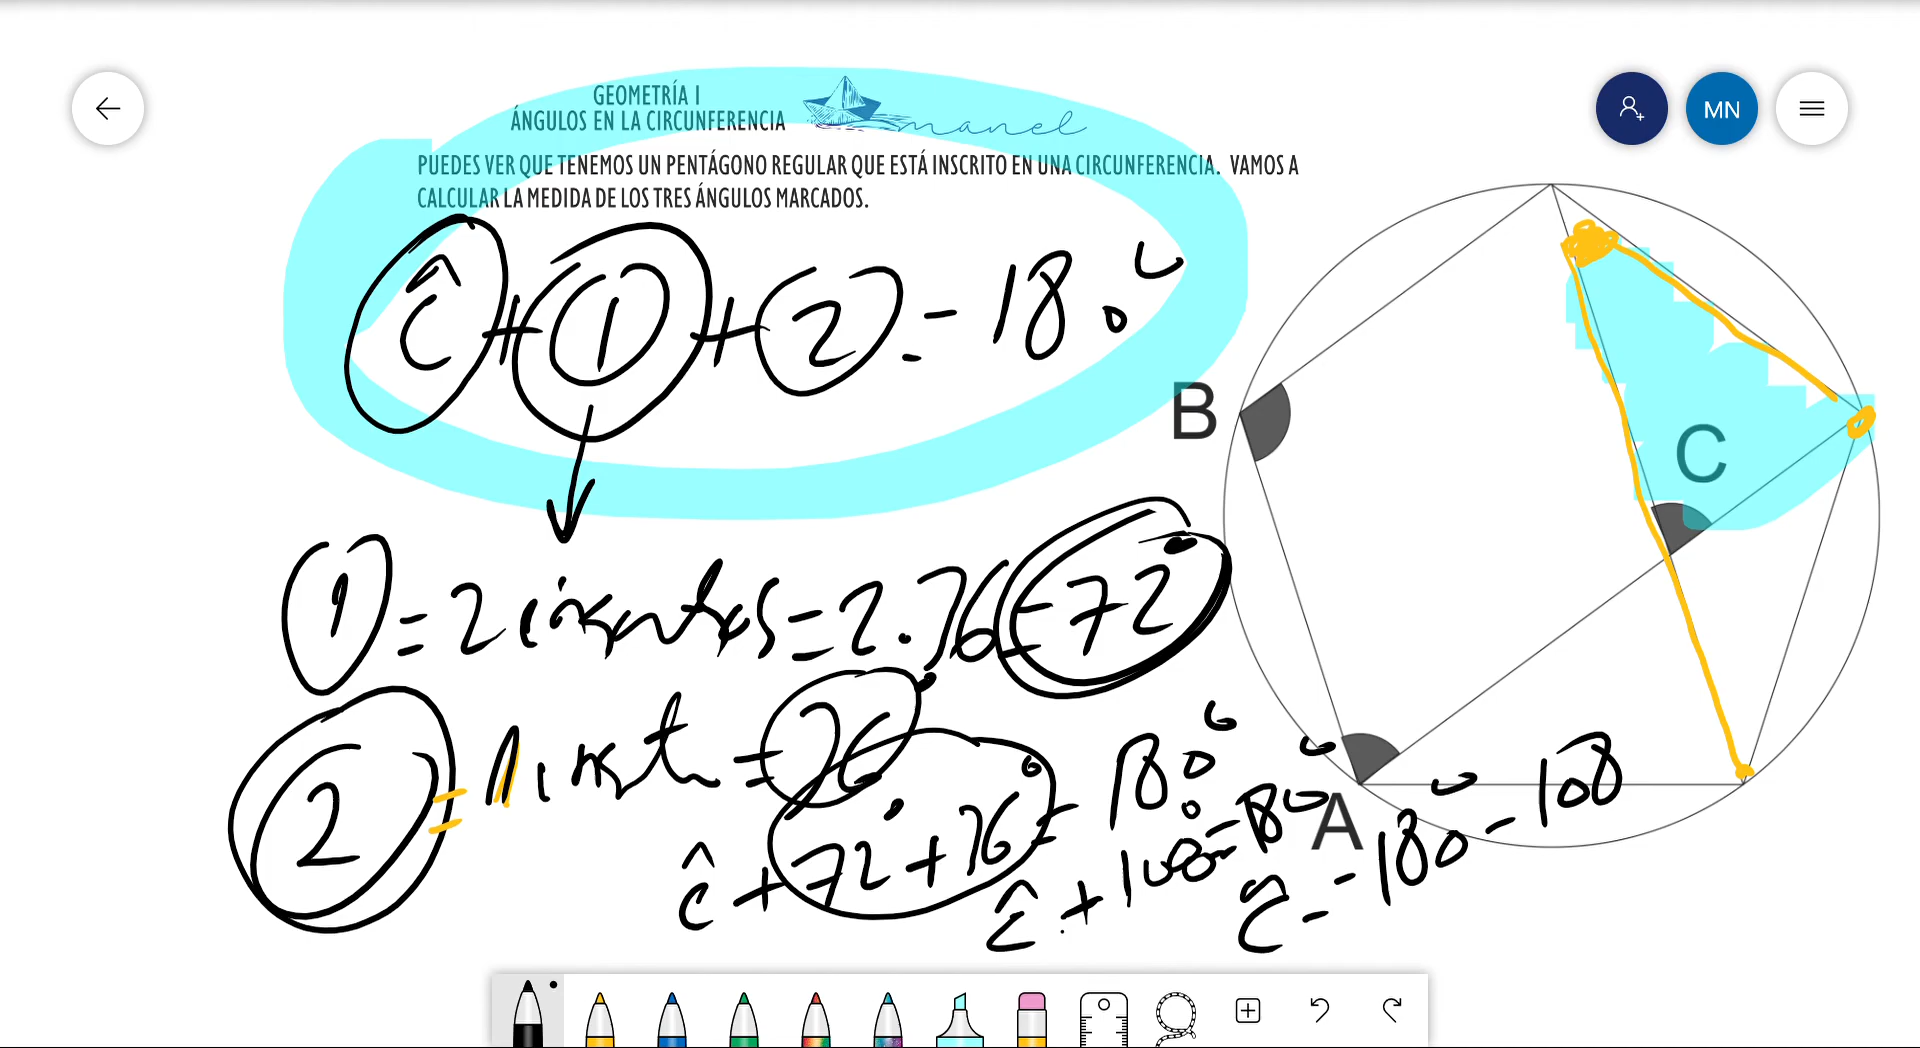 GEOMETRÍA I
ÁNGULOS EN LA CIRCUNFERENCIA
manel
PUEDES VER QUE TENEMOS UN PENTÁGONO REGULAR QUE ESTÁ INSCRITO EN UNA CIRCUNFERENCIA. VAMOS A
CALCULAR LA MEDIDA DE LOS TRES ÁNGULOS MARCADOS.
MN
ĉ + 1 + 2 = 180°
B
C
1 = 2 = 2.36 = 72°
2 = 1 = 36°
ĉ + 72° + 36° = 180°
ĉ + 108° = 180°
ĉ = 180° - 108°
A